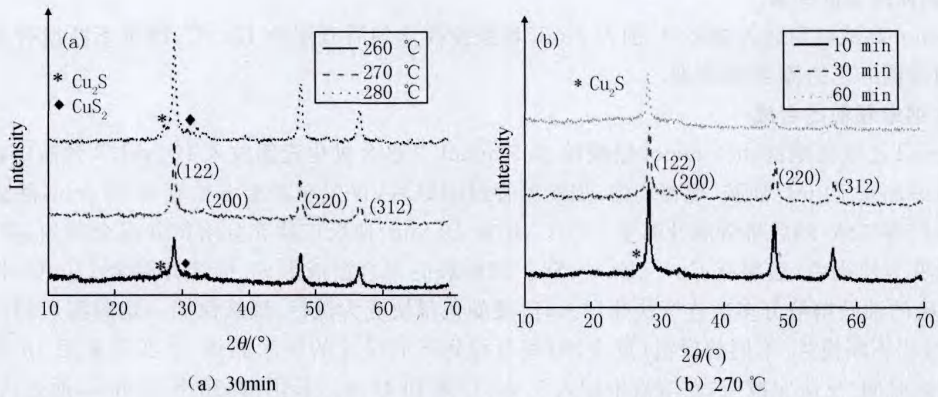 (a)
260 ℃
270 ℃
280 ℃
* Cu₂S
◆ CuS₂
*
◆
Intensity
(122)
(200)
(220)
(312)
*
◆
10 20 30 40 50 60 70
2θ/(°)
(a) 30min
(b)
10 min
30 min
60 min
* Cu₂S
Intensity
(122)
(200)
(220)
(312)
*
10 20 30 40 50 60 70
2θ/(°)
(b) 270 ℃